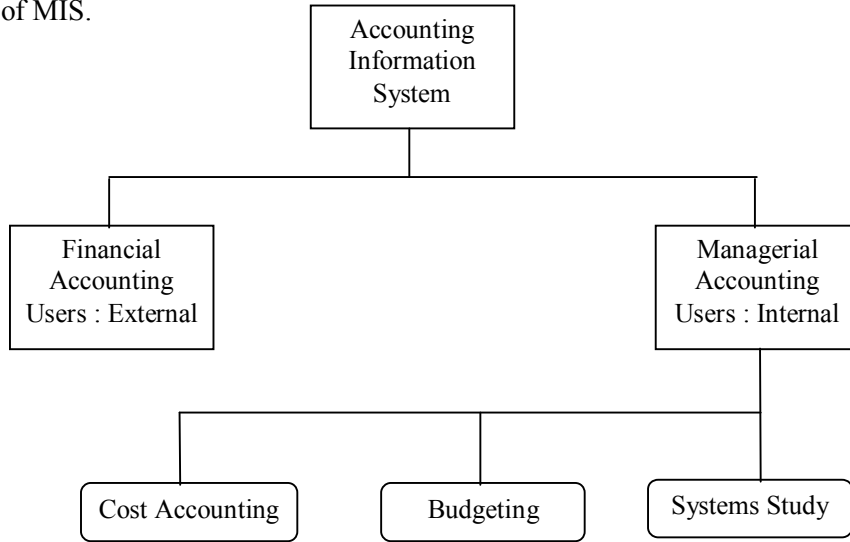 of MIS.
Accounting
Information
System
Financial
Accounting
Users : External
Managerial
Accounting
Users : Internal
Cost Accounting
Budgeting
Systems Study